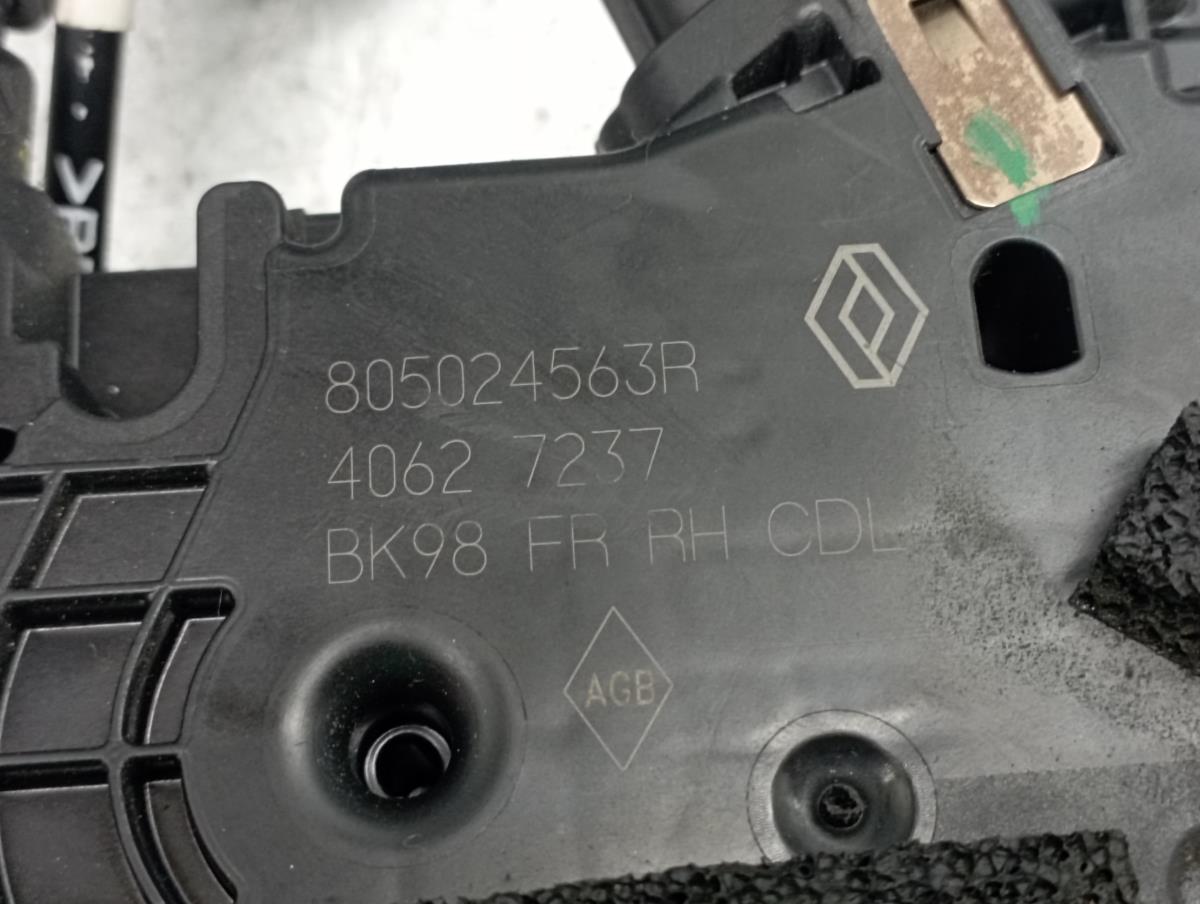 805024563R
4062 7237
BK98 FR RH CDL
AGB